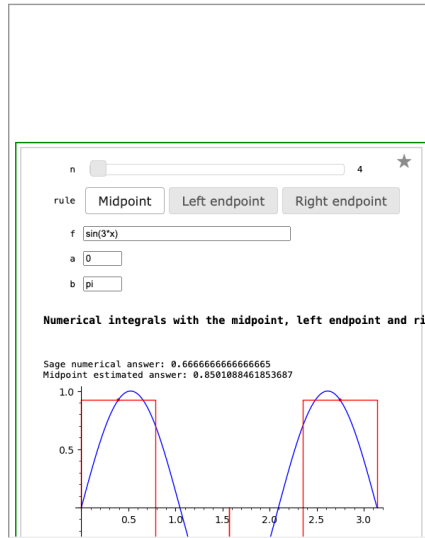 n 4
rule Midpoint Left endpoint Right endpoint
f sin(3*x)
a 0
b pi
Numerical integrals with the midpoint, left endpoint and ri
Sage numerical answer: 0.6666666666666665
Midpoint estimated answer: 0.8501088461853687
1.0
0.5
0.5 1.0 1.5 2.0 2.5 3.0